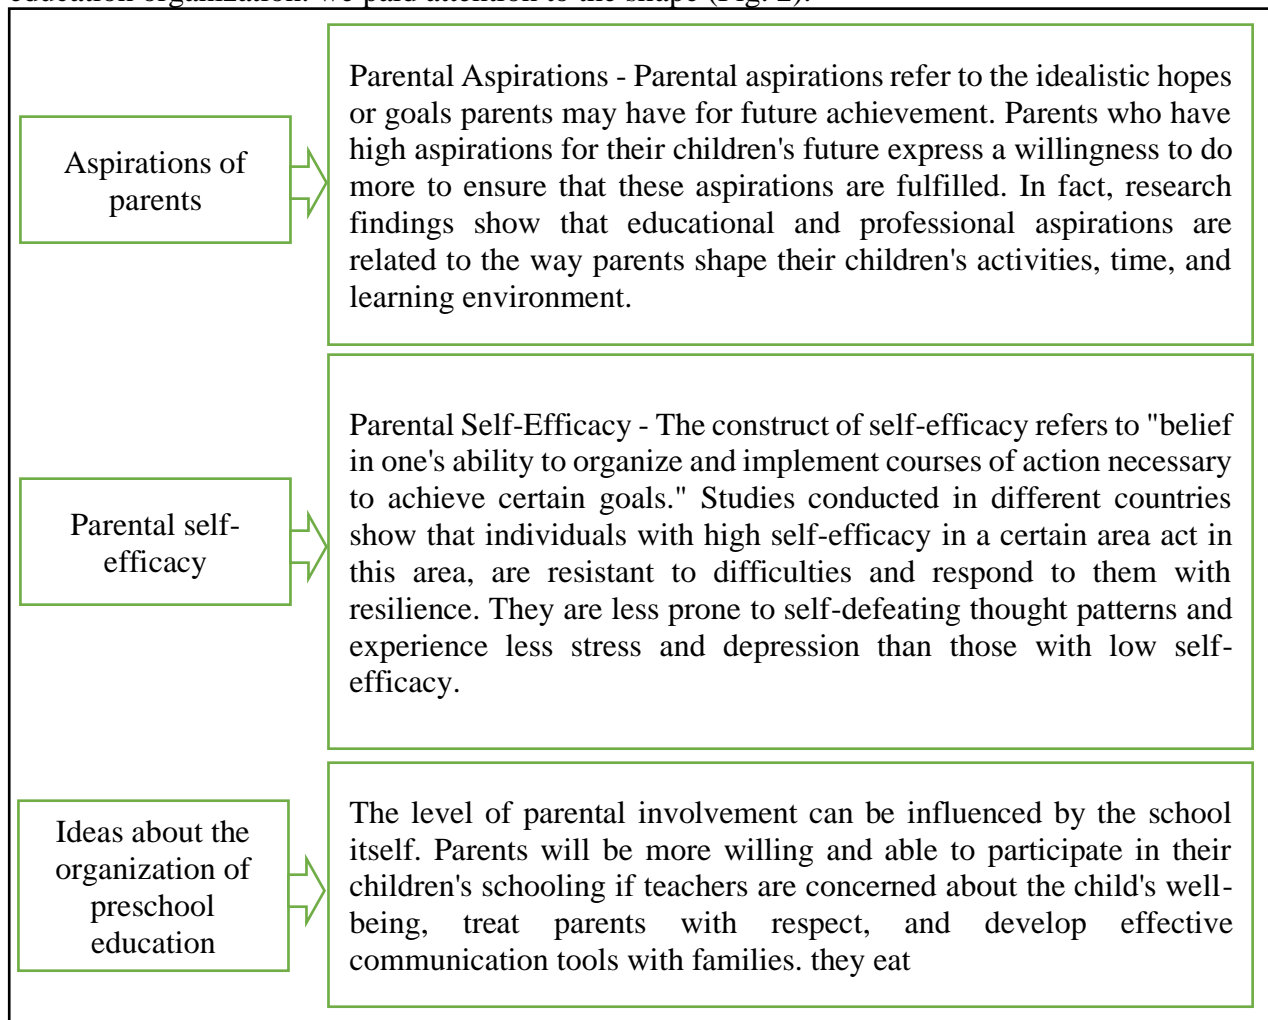 education organization. we paid attention to the shape (Fig. 2).
Aspirations of
parents
Parental Aspirations - Parental aspirations refer to the idealistic hopes
or goals parents may have for future achievement. Parents who have
high aspirations for their children's future express a willingness to do
more to ensure that these aspirations are fulfilled. In fact, research
findings show that educational and professional aspirations are
related to the way parents shape their children's activities, time, and
learning environment.
Parental self-
efficacy
Parental Self-Efficacy - The construct of self-efficacy refers to "belief
in one's ability to organize and implement courses of action necessary
to achieve certain goals." Studies conducted in different countries
show that individuals with high self-efficacy in a certain area act in
this area, are resistant to difficulties and respond to them with
resilience. They are less prone to self-defeating thought patterns and
experience less stress and depression than those with low self-
efficacy.
Ideas about the
organization of
preschool
education
The level of parental involvement can be influenced by the school
itself. Parents will be more willing and able to participate in their
children's schooling if teachers are concerned about the child's well-
being, treat parents with respect, and develop effective
communication tools with families. they eat